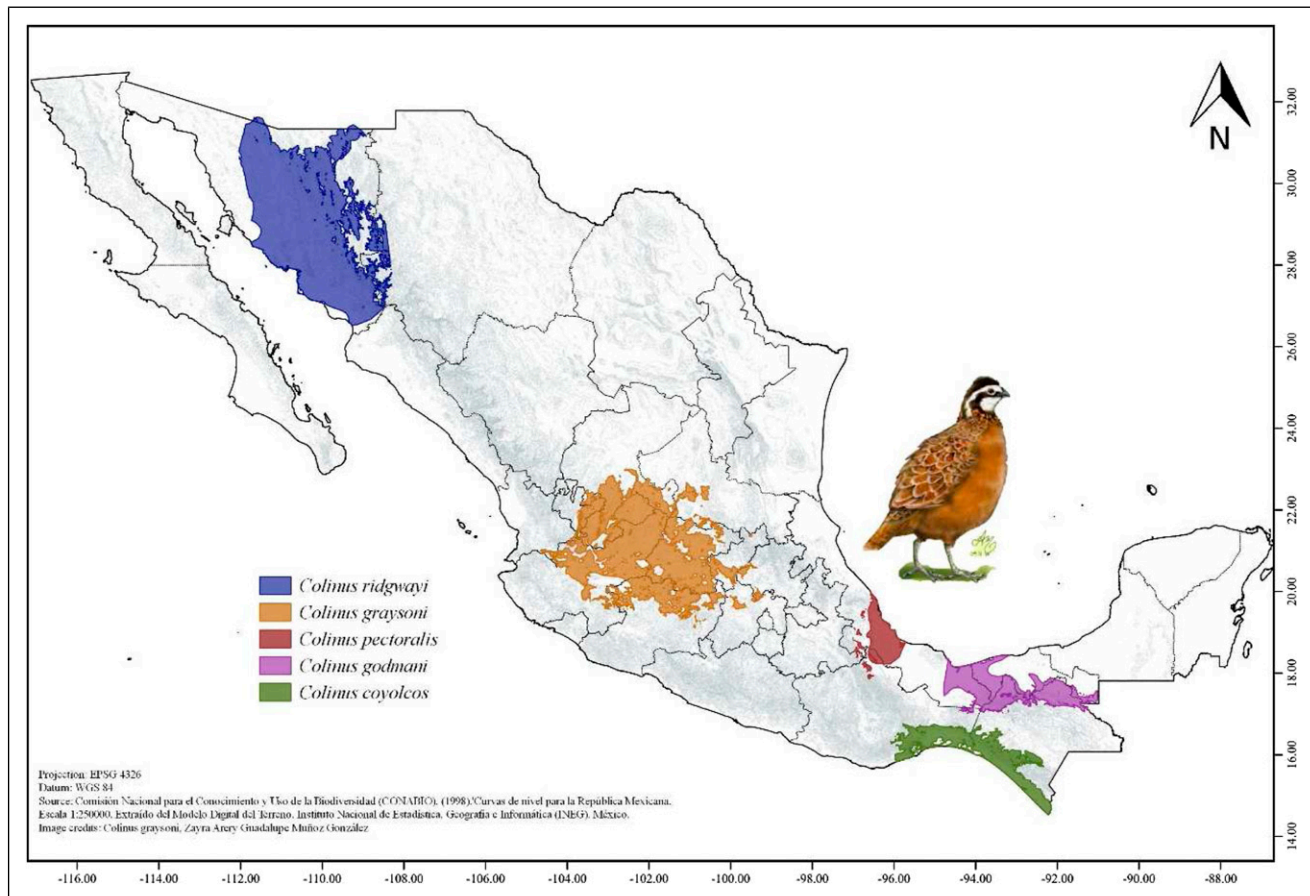 N
32.00
30.00
28.00
26.00
24.00
22.00
20.00
18.00
16.00
14.00
Colinus ridgwayi
Colinus graysoni
Colinus pectoralis
Colinus godmani
Colinus coyolcos
Projection: EPSG 4326
Datum: WGS 84
Source: Comisión Nacional para el Conocimiento y Uso de la Biodiversidad (CONABIO), (1998).'Curvas de nivel para la República Mexicana.
Escala 1:250000. Extraído del Modelo Digital del Terreno. Instituto Nacional de Estadística, Geografía e Informática (INEG). México.
Image credits: Colinus graysoni, Zayra Arery Guadalupe Muñoz González
-116.00 -114.00 -112.00 -110.00 -108.00 -106.00 -104.00 -102.00 -100.00 -98.00 -96.00 -94.00 -92.00 -90.00 -88.00